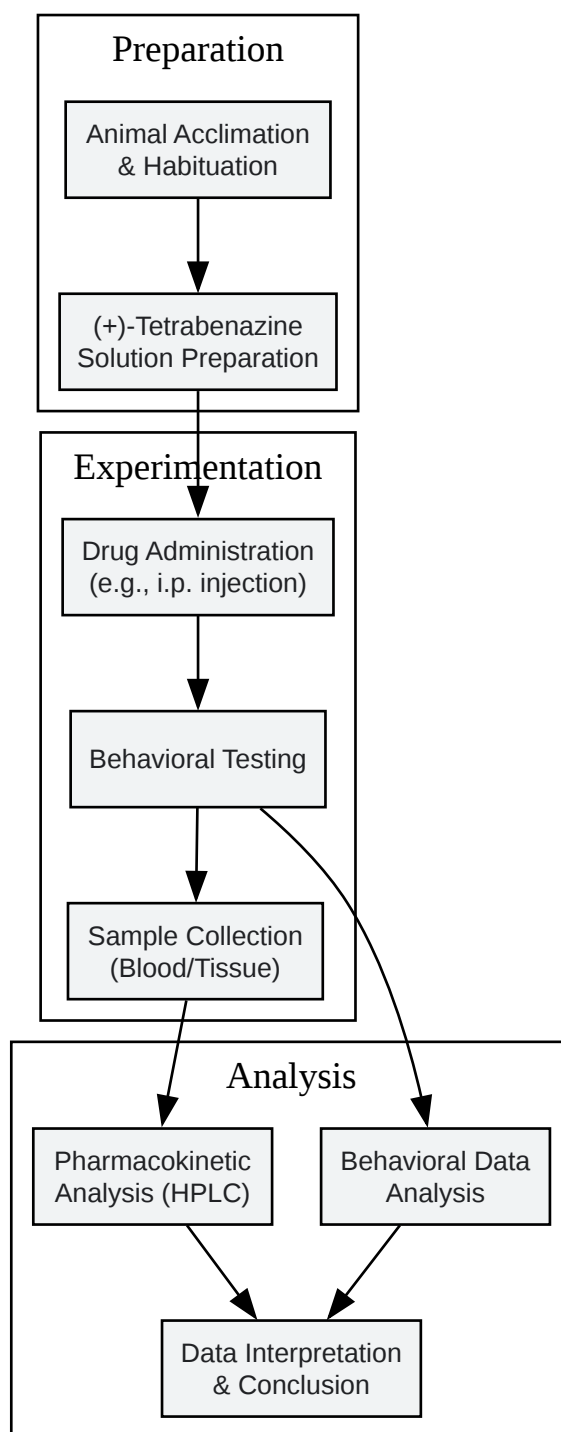 Preparation
Animal Acclimation
& Habituation
(+)-Tetrabenazine
Solution Preparation
Experimentation
Drug Administration
(e.g., i.p. injection)
Behavioral Testing
Sample Collection
(Blood/Tissue)
Analysis
Pharmacokinetic
Analysis (HPLC)
Behavioral Data
Analysis
Data Interpretation
& Conclusion